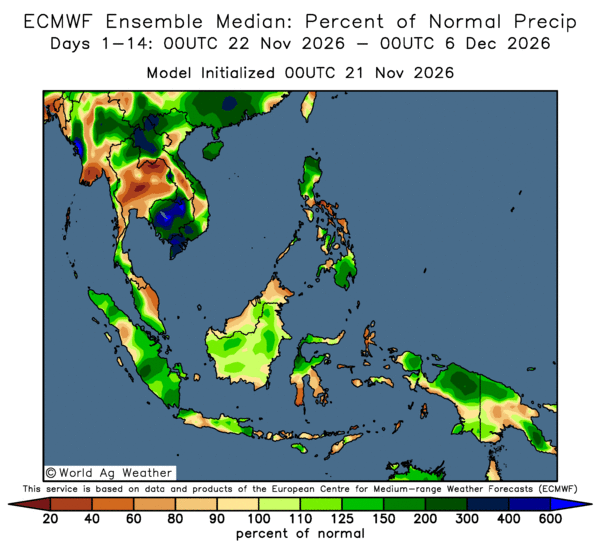 ECMWF Ensemble Median: Percent of Normal Precip
Days 1-14: 00UTC 22 Nov 2026 - 00UTC 6 Dec 2026
Model Initialized 00UTC 21 Nov 2026
© World Ag Weather
This service is based on data and products of the European Centre for Medium-range Weather Forecasts (ECMWF)
20 40 60 80 90 100 110 125 150 200 300 400 600
percent of normal